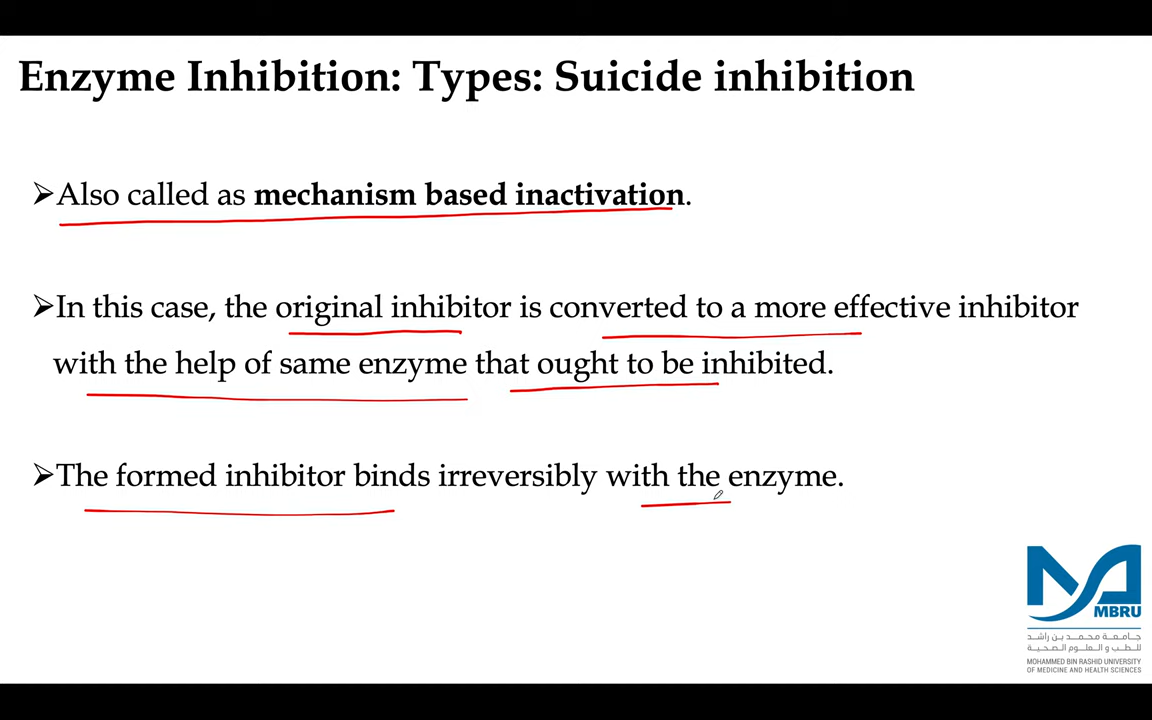 Enzyme Inhibition: Types: Suicide inhibition
➢Also called as mechanism based inactivation.
➢In this case, the original inhibitor is converted to a more effective inhibitor
with the help of same enzyme that ought to be inhibited.
➢The formed inhibitor binds irreversibly with the enzyme.
MBRU
جامعة محمد بن راشد
للطب و العلوم الصحية
MOHAMMED BIN RASHID UNIVERSITY
OF MEDICINE AND HEALTH SCIENCES